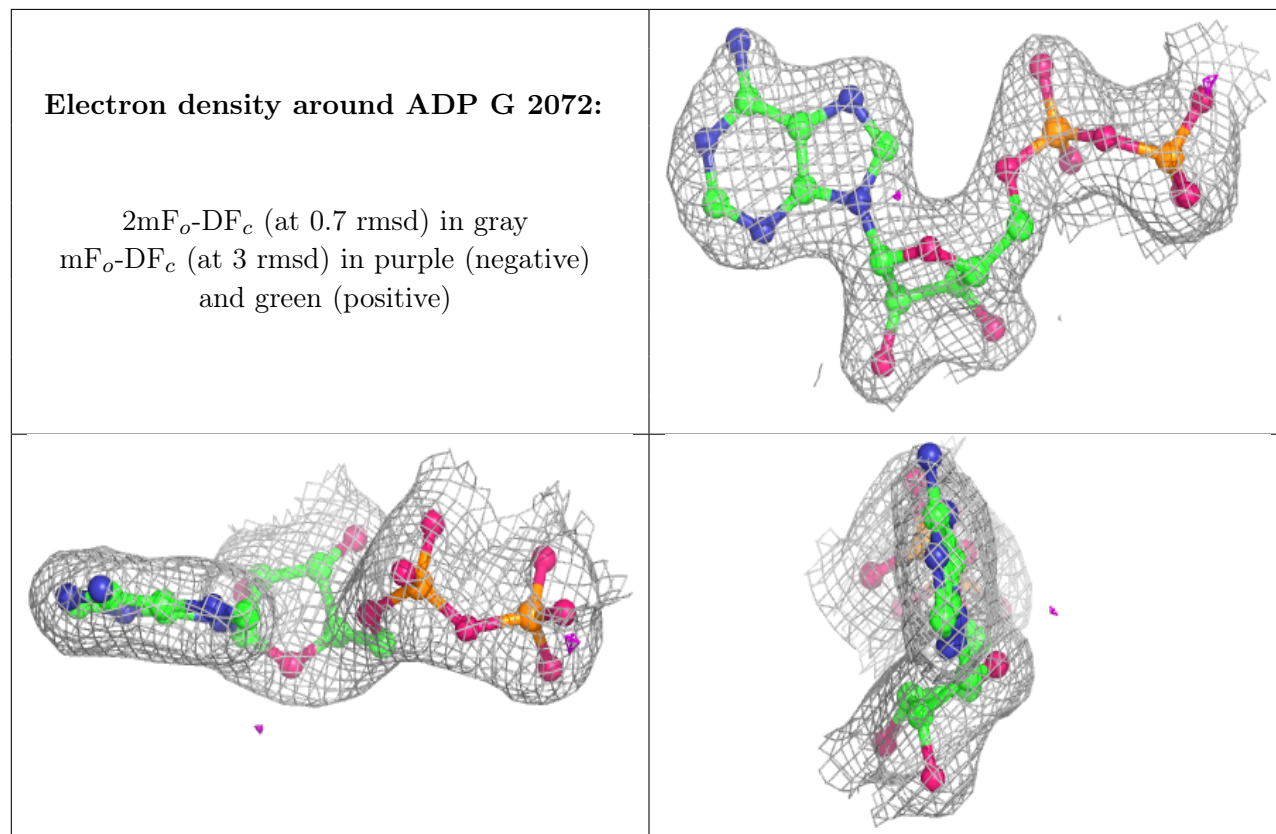 Electron density around ADP G 2072:
2mFo-DFc (at 0.7 rmsd) in gray
mFo-DFc (at 3 rmsd) in purple (negative)
and green (positive)